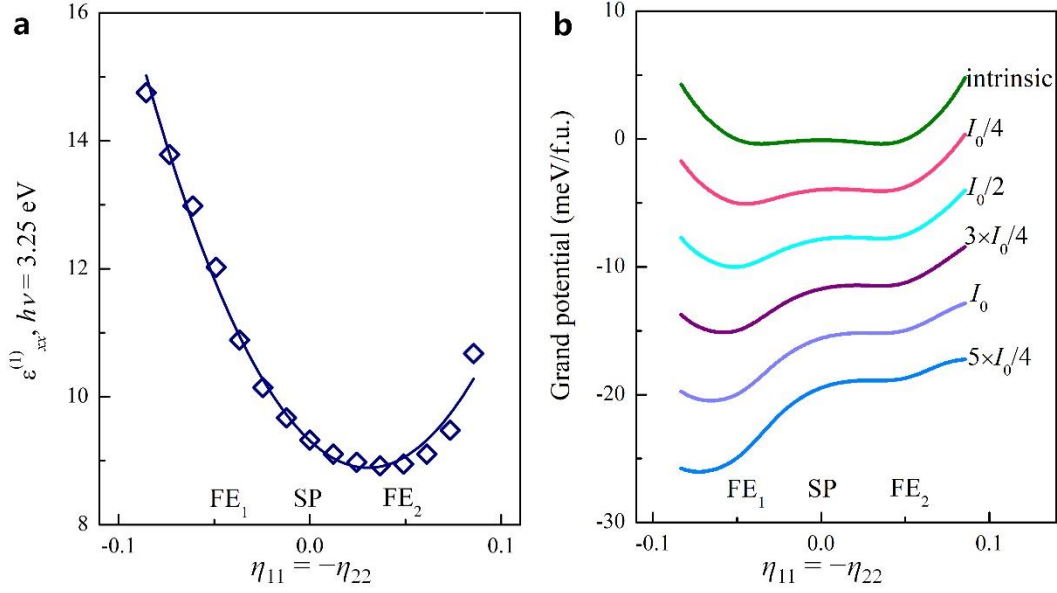 a
16
14
12
10
8
ε⁽¹⁾ₓₓ, hν = 3.25 eV
FE₁ SP FE₂
-0.1 0.0 0.1
η₁₁ = −η₂₂
b
10
0
-10
-20
-30
Grand potential (meV/f.u.)
intrinsic
I₀/4
I₀/2
3×I₀/4
I₀
5×I₀/4
FE₁ SP FE₂
-0.1 0.0 0.1
η₁₁ = −η₂₂